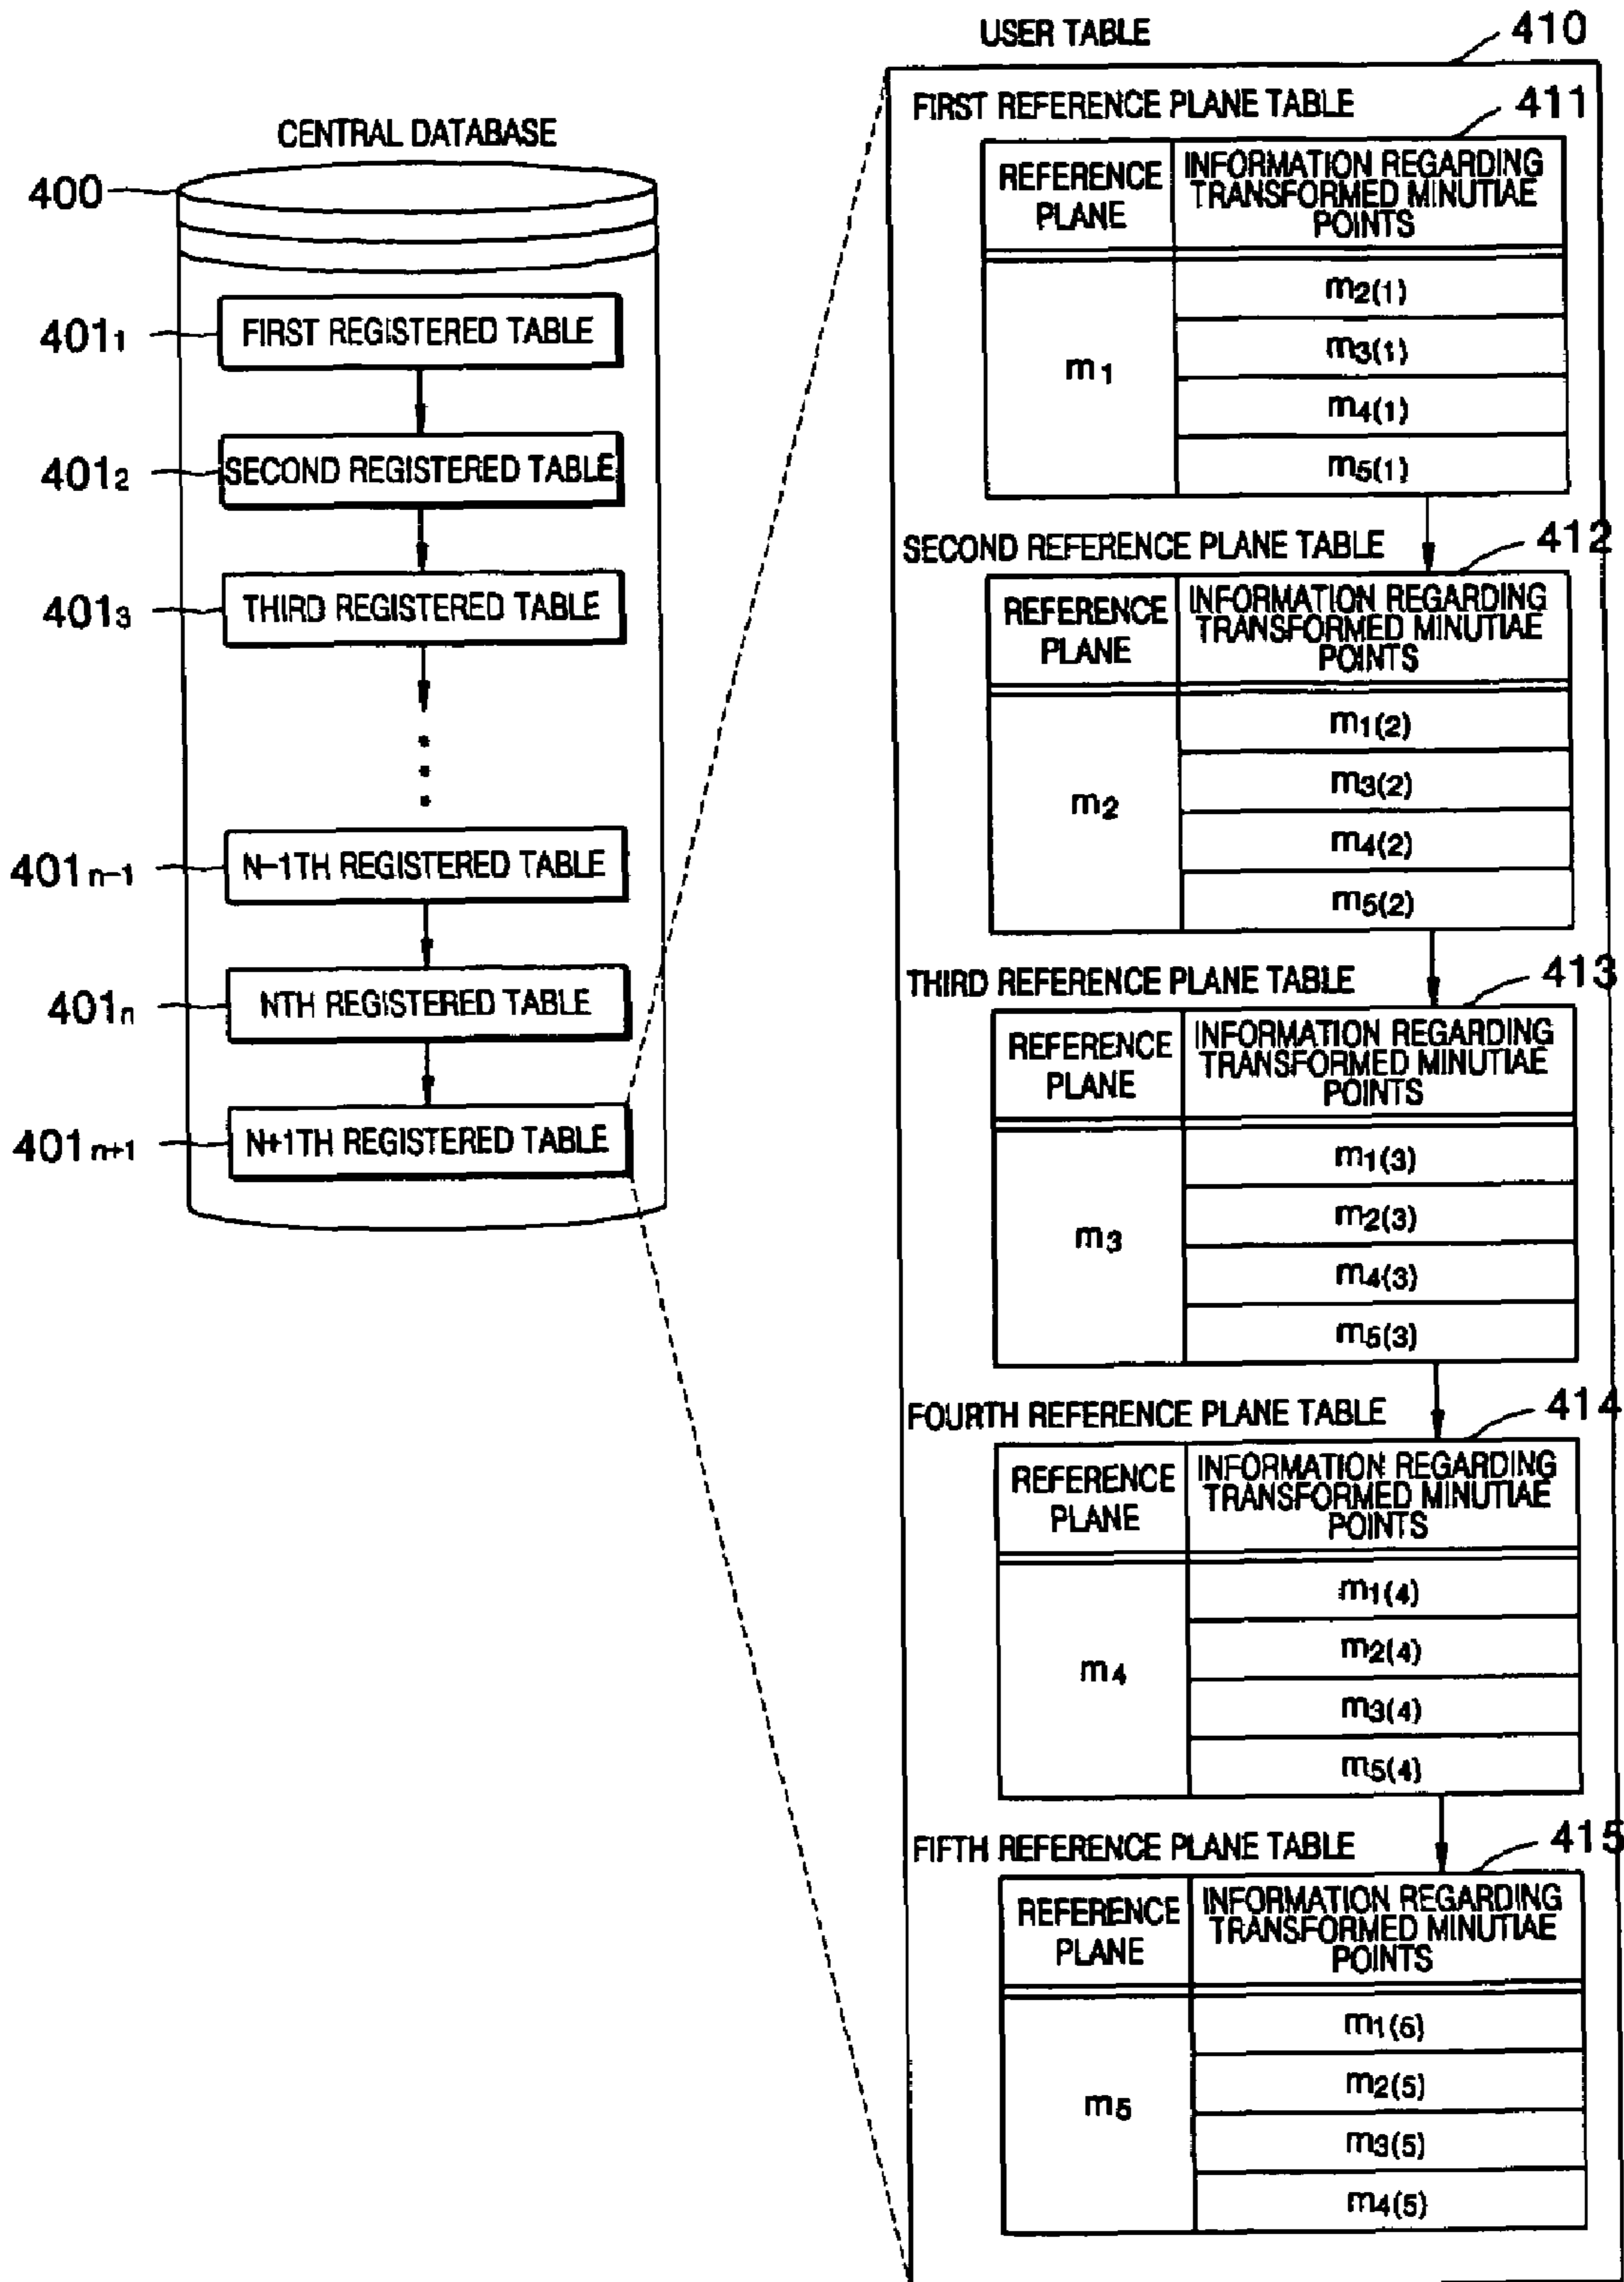 CENTRAL DATABASE
400
401₁ FIRST REGISTERED TABLE
401₂ SECOND REGISTERED TABLE
401₃ THIRD REGISTERED TABLE
401ₙ₋₁ N-1TH REGISTERED TABLE
401ₙ NTH REGISTERED TABLE
401ₙ₊₁ N+1TH REGISTERED TABLE
USER TABLE
410
FIRST REFERENCE PLANE TABLE
411
REFERENCE PLANE
INFORMATION REGARDING
TRANSFORMED MINUTIAE
POINTS
m₁
m₂₍₁₎
m₃₍₁₎
m₄₍₁₎
m₅₍₁₎
SECOND REFERENCE PLANE TABLE
412
REFERENCE PLANE
INFORMATION REGARDING
TRANSFORMED MINUTIAE
POINTS
m₂
m₁₍₂₎
m₃₍₂₎
m₄₍₂₎
m₅₍₂₎
THIRD REFERENCE PLANE TABLE
413
REFERENCE PLANE
INFORMATION REGARDING
TRANSFORMED MINUTIAE
POINTS
m₃
m₁₍₃₎
m₂₍₃₎
m₄₍₃₎
m₅₍₃₎
FOURTH REFERENCE PLANE TABLE
414
REFERENCE PLANE
INFORMATION REGARDING
TRANSFORMED MINUTIAE
POINTS
m₄
m₁₍₄₎
m₂₍₄₎
m₃₍₄₎
m₅₍₄₎
FIFTH REFERENCE PLANE TABLE
415
REFERENCE PLANE
INFORMATION REGARDING
TRANSFORMED MINUTIAE
POINTS
m₅
m₁₍₅₎
m₂₍₅₎
m₃₍₅₎
m₄₍₅₎